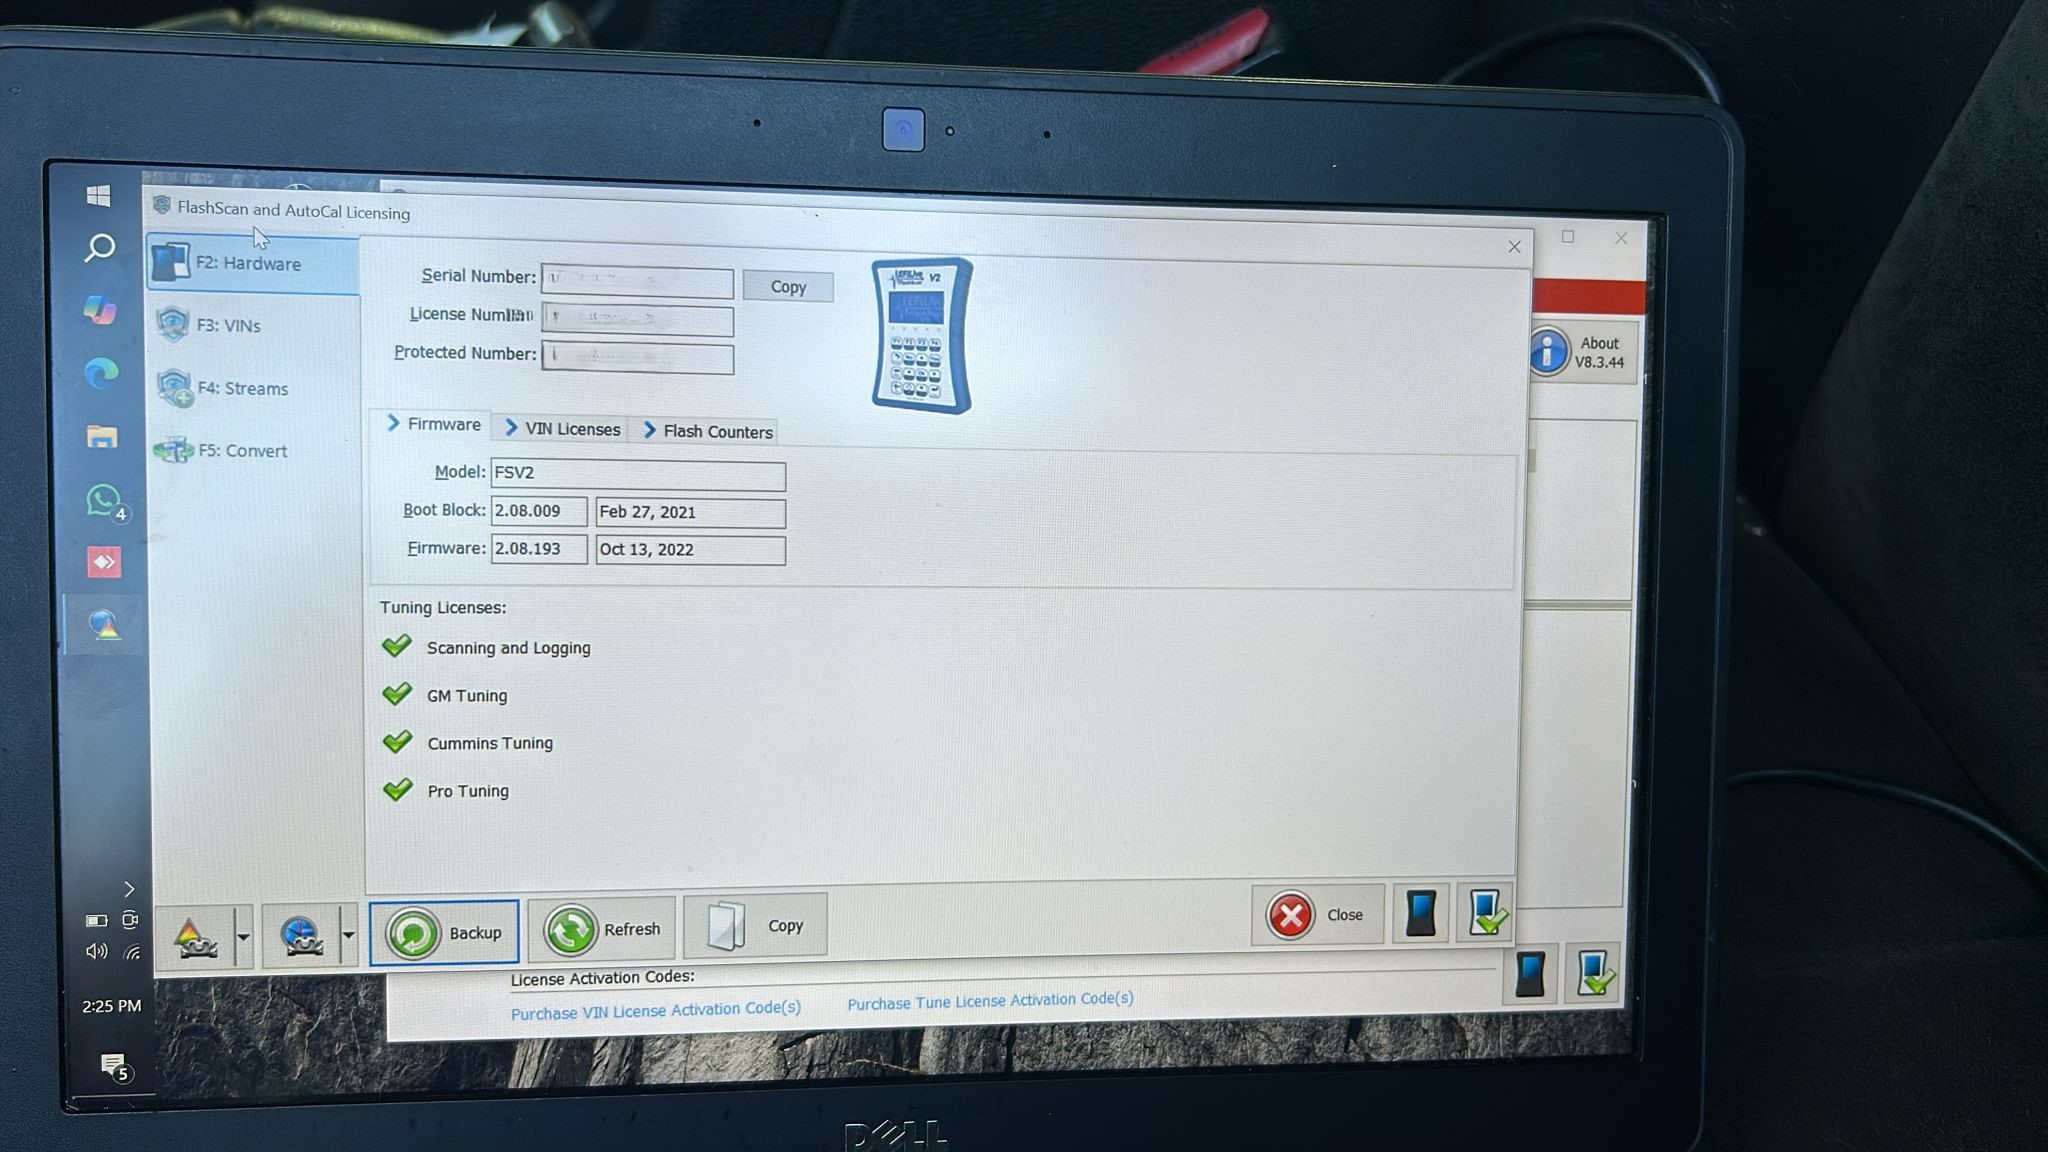 FlashScan and AutoCal Licensing
F2: Hardware
F3: VINs
F4: Streams
F5: Convert
Serial Number:
Copy
License
Protected Number:
EFILive V2
About
V8.3.44
Firmware
VIN Licenses
Flash Counters
Model: FSV2
Boot Block: 2.08.009 Feb 27, 2021
Firmware: 2.08.193 Oct 13, 2022
Tuning Licenses:
Scanning and Logging
GM Tuning
Cummins Tuning
Pro Tuning
Backup
Refresh
Copy
Close
License Activation Codes:
Purchase VIN License Activation Code(s)
Purchase Tune License Activation Code(s)
4
2:25 PM
5
DELL